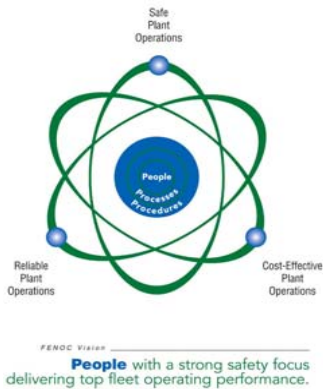 Safe
Plant
Operations
People
Processes
Procedures
Reliable
Plant
Operations
Cost-Effective
Plant
Operations
FENOC Vision
People with a strong safety focus
delivering top fleet operating performance.